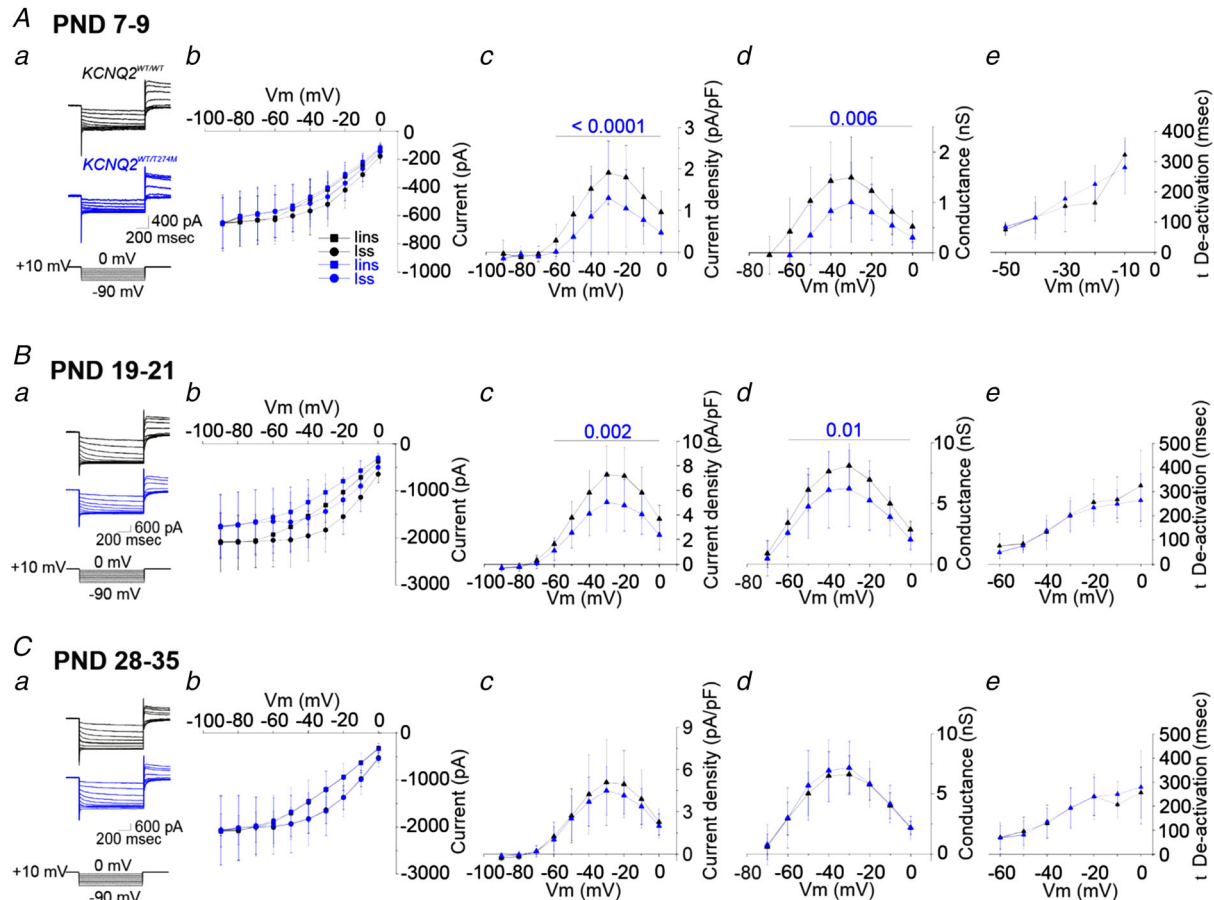 A PND 7-9
a
KCNQ2WT/WT
KCNQ2WT/T274M
400 pA
200 msec
0 mV
+10 mV
-90 mV
b
Vm (mV)
-100 -80 -60 -40 -20 0
0
-200
-400
-600
-800
-1000
Current (pA)
Iins
Iss
Iins
Iss
c
< 0.0001
3
2
1
0
Current density (pA/pF)
-100 -80 -60 -40 -20 0
Vm (mV)
d
0.006
2
1
0
Conductance (nS)
-80 -60 -40 -20 0
Vm (mV)
e
400
300
200
100
0
t De-activation (msec)
-50 -30 -10 0
Vm (mV)
B PND 19-21
a
600 pA
200 msec
0 mV
+10 mV
-90 mV
b
Vm (mV)
-100 -80 -60 -40 -20 0
0
-1000
-2000
-3000
Current (pA)
c
0.002
10
8
6
4
2
0
Current density (pA/pF)
-100 -80 -60 -40 -20 0
Vm (mV)
d
0.01
10
5
0
Conductance (nS)
-80 -60 -40 -20 0
Vm (mV)
e
500
400
300
200
100
0
t De-activation (msec)
-60 -40 -20 0
Vm (mV)
C PND 28-35
a
600 pA
200 msec
0 mV
+10 mV
-90 mV
b
Vm (mV)
-100 -80 -60 -40 -20 0
0
-1000
-2000
-3000
Current (pA)
c
9
6
3
0
Current density (pA/pF)
-100 -80 -60 -40 -20 0
Vm (mV)
d
10
5
0
Conductance (nS)
-80 -60 -40 -20 0
Vm (mV)
e
500
400
300
200
100
0
t De-activation (msec)
-60 -40 -20 0
Vm (mV)